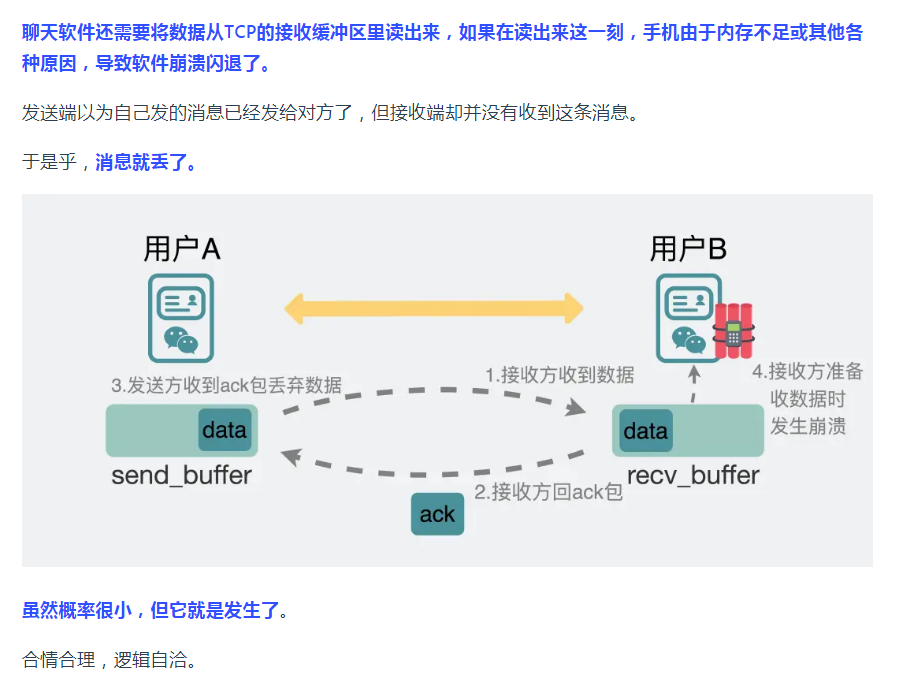 聊天软件还需要将数据从TCP的接收缓冲区里读出来，如果在读出来这一刻，手机由于内存不足或其他各
种原因，导致软件崩溃闪退了。
发送端以为自己发的消息已经发给对方了，但接收端却并没有收到这条消息。
于是乎，消息就丢了。
用户A
用户B
3.发送方收到ack包丢弃数据
1.接收方收到数据
4.接收方准备
收数据时
发生崩溃
data
data
send_buffer
recv_buffer
2.接收方回ack包
ack
虽然概率很小，但它就是发生了。
合情合理，逻辑自洽。